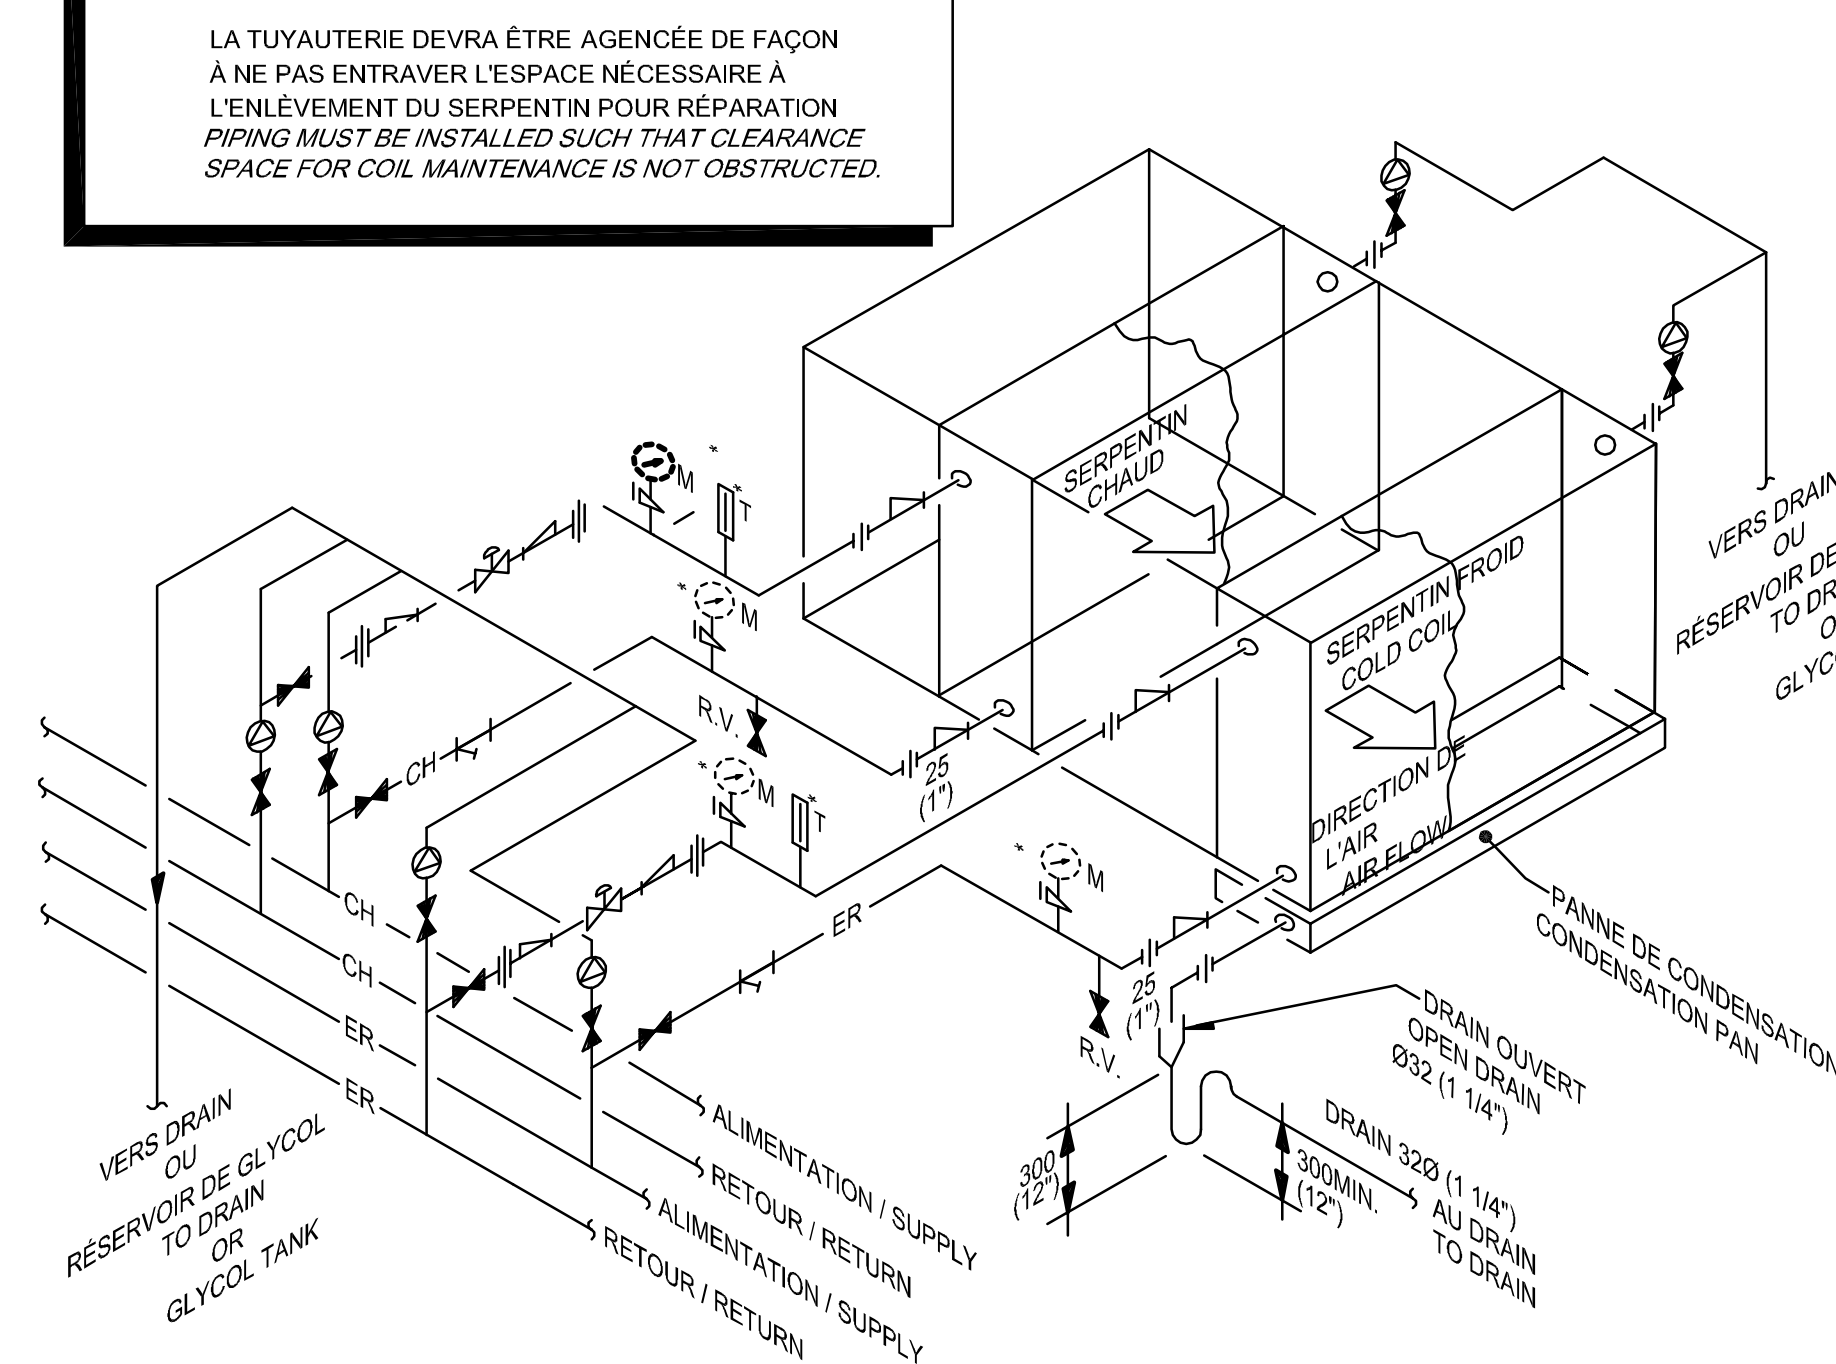 LA TUYAUTERIE DEVRA ÊTRE AGENCÉE DE FAÇON
À NE PAS ENTRAVER L'ESPACE NÉCESSAIRE À
L'ENLÈVEMENT DU SERPENTIN POUR RÉPARATION
PIPING MUST BE INSTALLED SUCH THAT CLEARANCE
SPACE FOR COIL MAINTENANCE IS NOT OBSTRUCTED.
SERPENTIN
CHAUD
* M
* T
* M
R.V.
25
(1")
* M
* T
SERPENTIN FROID
COLD COIL
DIRECTION DE
L'AIR
AIR FLOW
VERS DRAIN
OU
RÉSERVOIR DE
TO DR
O
GLYCO
CH
CH
CH
ER
ER
ER
* M
25
(1")
R.V.
PANNE DE CONDENSATION
CONDENSATION PAN
DRAIN OUVERT
OPEN DRAIN
Ø32 (1 1/4")
DRAIN 32Ø (1 1/4")
AU DRAIN
TO DRAIN
300
(12")
300MIN.
(12")
VERS DRAIN
OU
RÉSERVOIR DE GLYCOL
TO DRAIN
OR
GLYCOL TANK
ALIMENTATION / SUPPLY
RETOUR / RETURN
ALIMENTATION / SUPPLY
RETOUR / RETURN